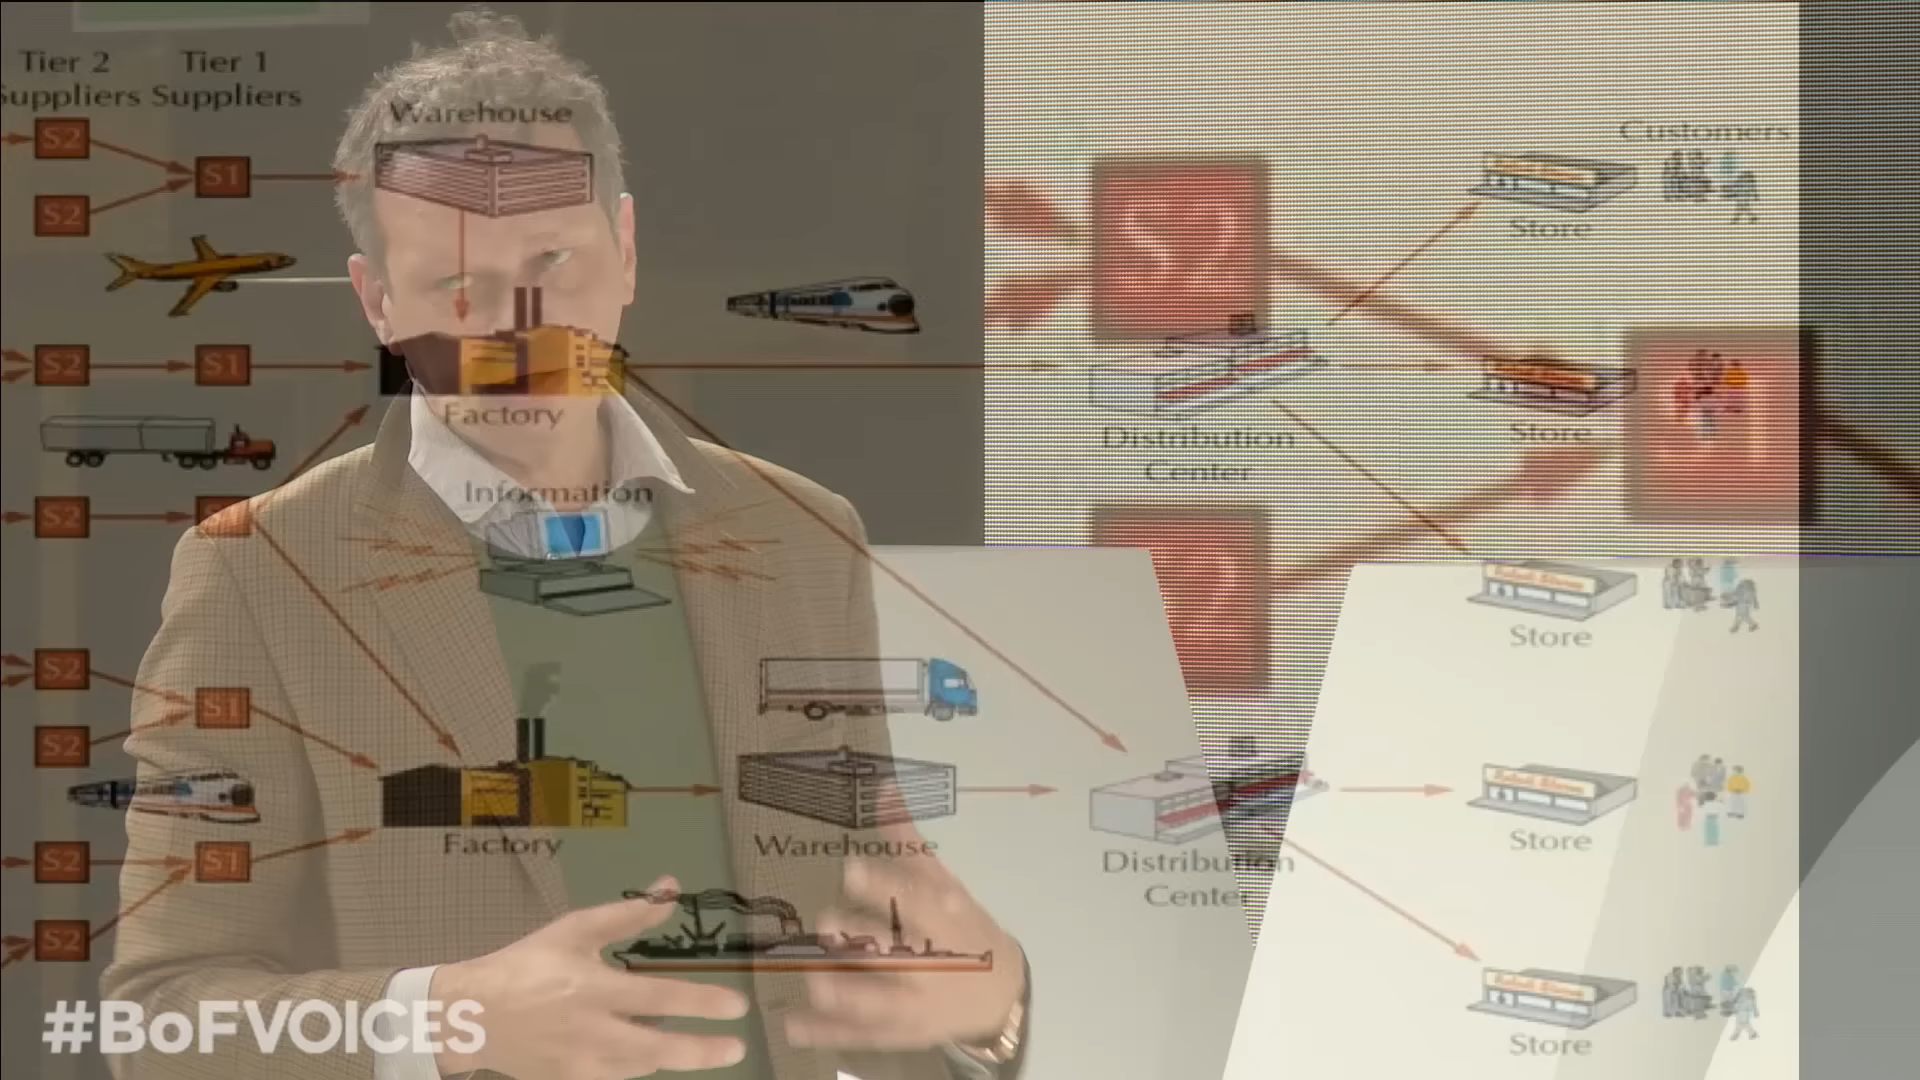 Tier 2
Suppliers
Tier 1
Suppliers
Warehouse
Customers
S2
S1
S2
S2
Store
S2
S1
Factory
Distribution
Center
Store
Information
S2
S2
S1
S2
Store
Factory
Warehouse
Distribution
Center
Store
S2
S1
S2
Store
#BoFVOICES